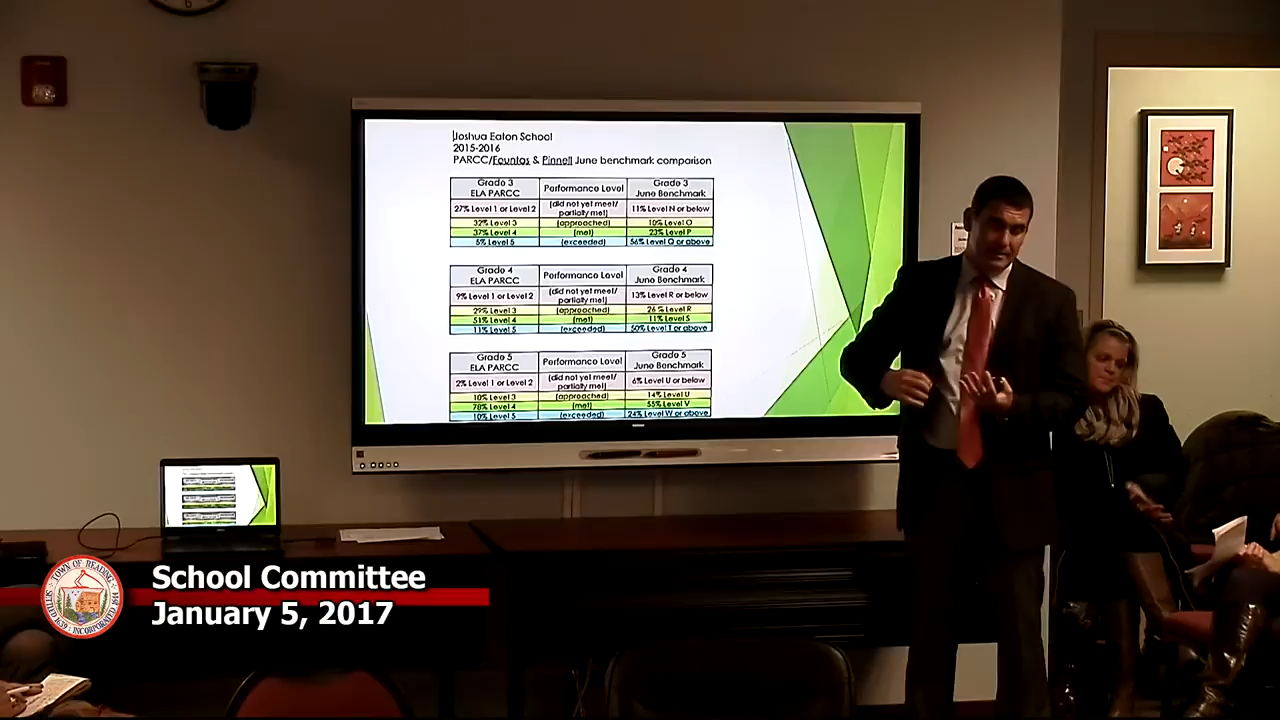 Joshua Eaton School
2015-2016
PARCC/Fountas & Pinnell June benchmark comparison
Grade 3 ELA PARCC Performance Level Grade 3 June Benchmark
27% Level 1 or Level 2 (did not yet meet/ partially met) 11% Level N or below
32% Level 3 (approached) 10% Level O
37% Level 4 (met) 23% Level P
5% Level 5 (exceeded) 56% Level Q or above
Grade 4 ELA PARCC Performance Level Grade 4 June Benchmark
9% Level 1 or Level 2 (did not yet meet/ partially met) 13% Level R or below
29% Level 3 (approached) 26% Level R
51% Level 4 (met) 11% Level S
11% Level 5 (exceeded) 50% Level T or above
Grade 5 ELA PARCC Performance Level Grade 5 June Benchmark
2% Level 1 or Level 2 (did not yet meet/ partially met) 6% Level U or below
10% Level 3 (approached) 14% Level U
78% Level 4 (met) 55% Level V
10% Level 5 (exceeded) 24% Level W or above
TOWN OF READING
SETTLED 1639 INCORPORATED 1644
School Committee
January 5, 2017